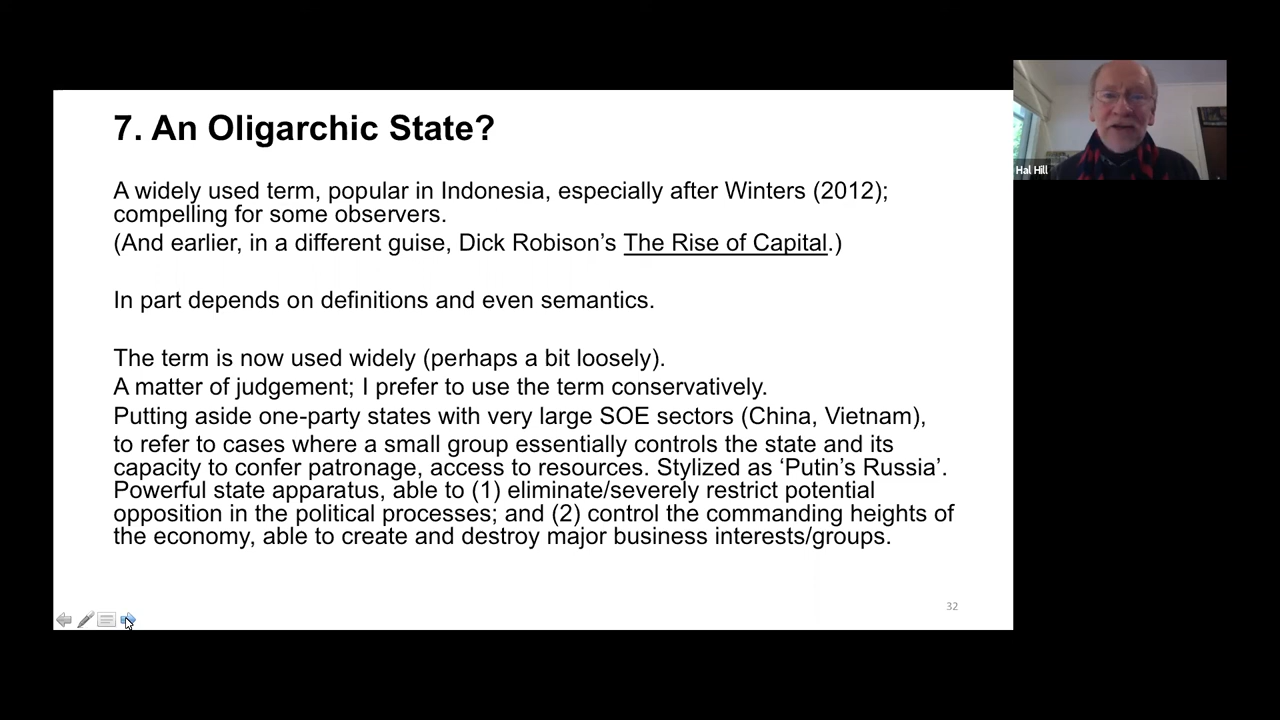 7. An Oligarchic State?
A widely used term, popular in Indonesia, especially after Winters (2012);
compelling for some observers.
(And earlier, in a different guise, Dick Robison’s The Rise of Capital.)
In part depends on definitions and even semantics.
The term is now used widely (perhaps a bit loosely).
A matter of judgement; I prefer to use the term conservatively.
Putting aside one-party states with very large SOE sectors (China, Vietnam),
to refer to cases where a small group essentially controls the state and its
capacity to confer patronage, access to resources. Stylized as ‘Putin’s Russia’.
Powerful state apparatus, able to (1) eliminate/severely restrict potential
opposition in the political processes; and (2) control the commanding heights of
the economy, able to create and destroy major business interests/groups.
32
Hal Hill